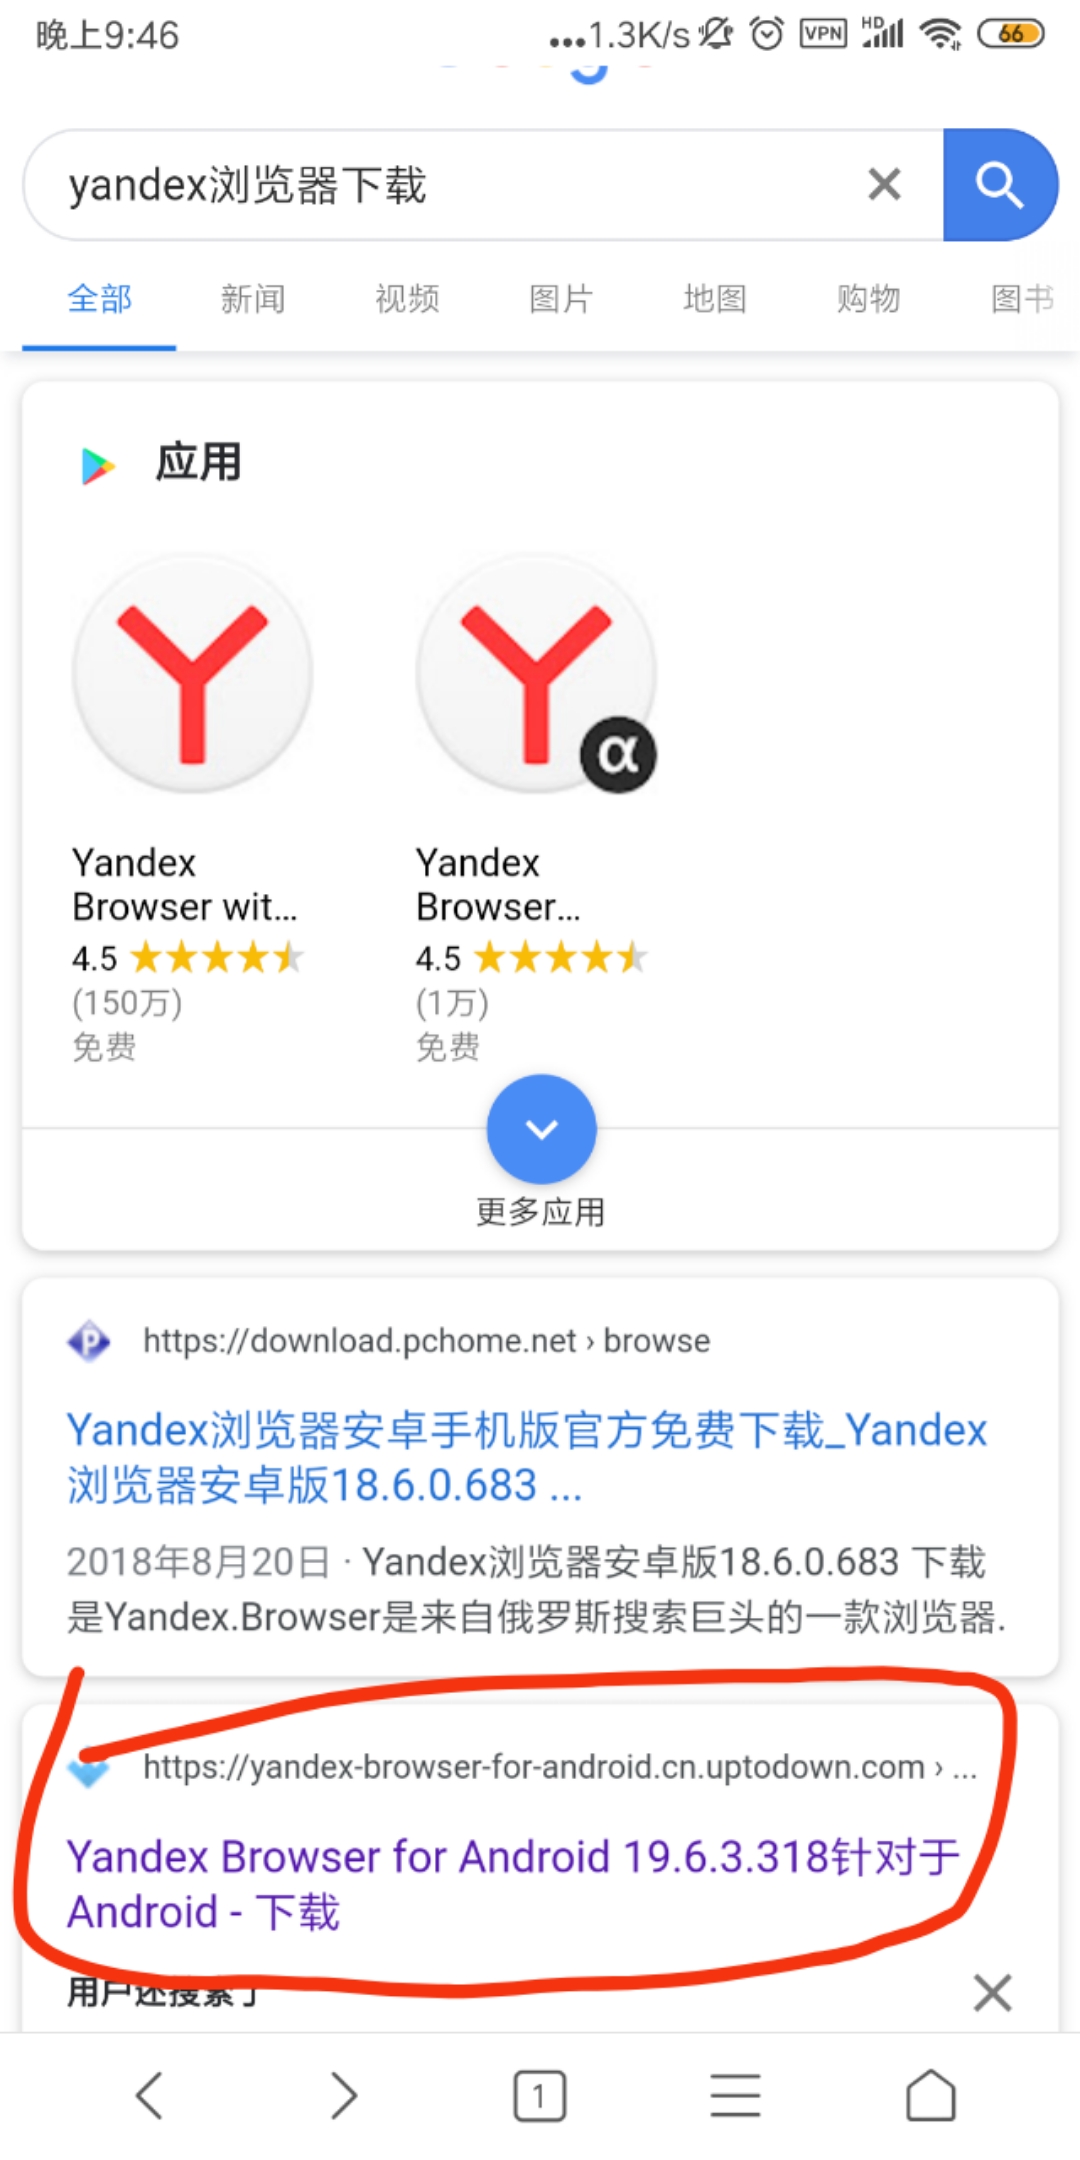 晚上9:46
...1.3K/s
VPN
HD
66
yandex浏览器下载
全部 新闻 视频 图片 地图 购物 图书
应用
α
Yandex
Browser wit...
4.5
(150万)
免费
Yandex
Browser...
4.5
(1万)
免费
更多应用
P
https://download.pchome.net › browse
Yandex浏览器安卓手机版官方免费下载_Yandex
浏览器安卓版18.6.0.683 ...
2018年8月20日 · Yandex浏览器安卓版18.6.0.683 下载
是Yandex.Browser是来自俄罗斯搜索巨头的一款浏览器.
https://yandex-browser-for-android.cn.uptodown.com › ...
Yandex Browser for Android 19.6.3.318针对于
Android - 下载
用户还搜索了
1